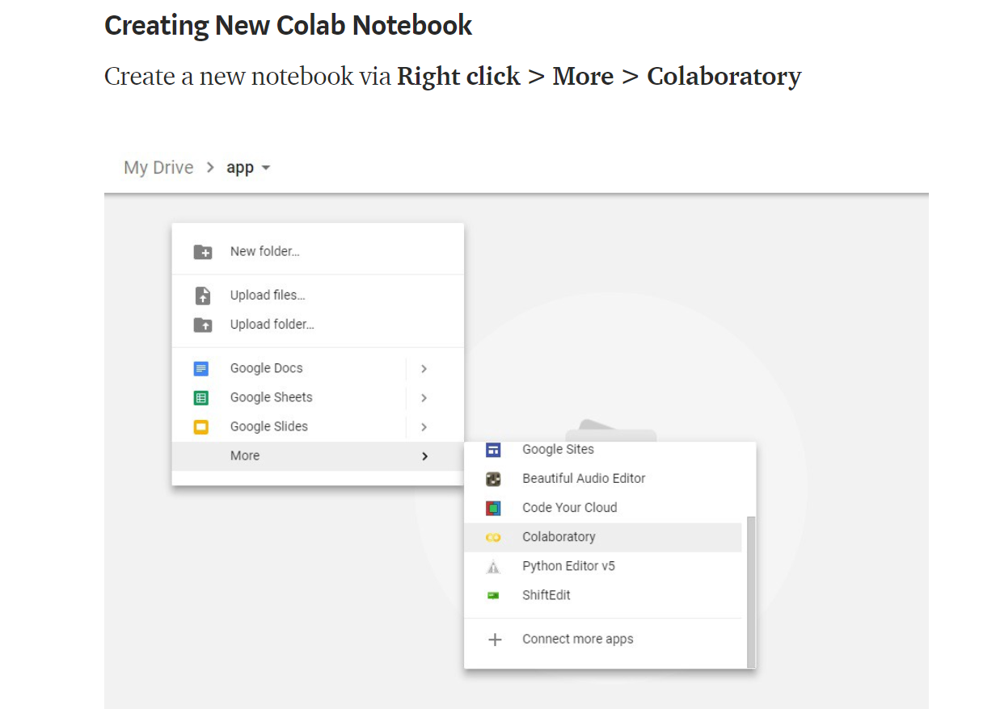 Creating New Colab Notebook
Create a new notebook via Right click > More > Colaboratory
My Drive > app
New folder...
Upload files...
Upload folder...
Google Docs
Google Sheets
Google Slides
More
Google Sites
Beautiful Audio Editor
Code Your Cloud
Colaboratory
Python Editor v5
ShiftEdit
Connect more apps